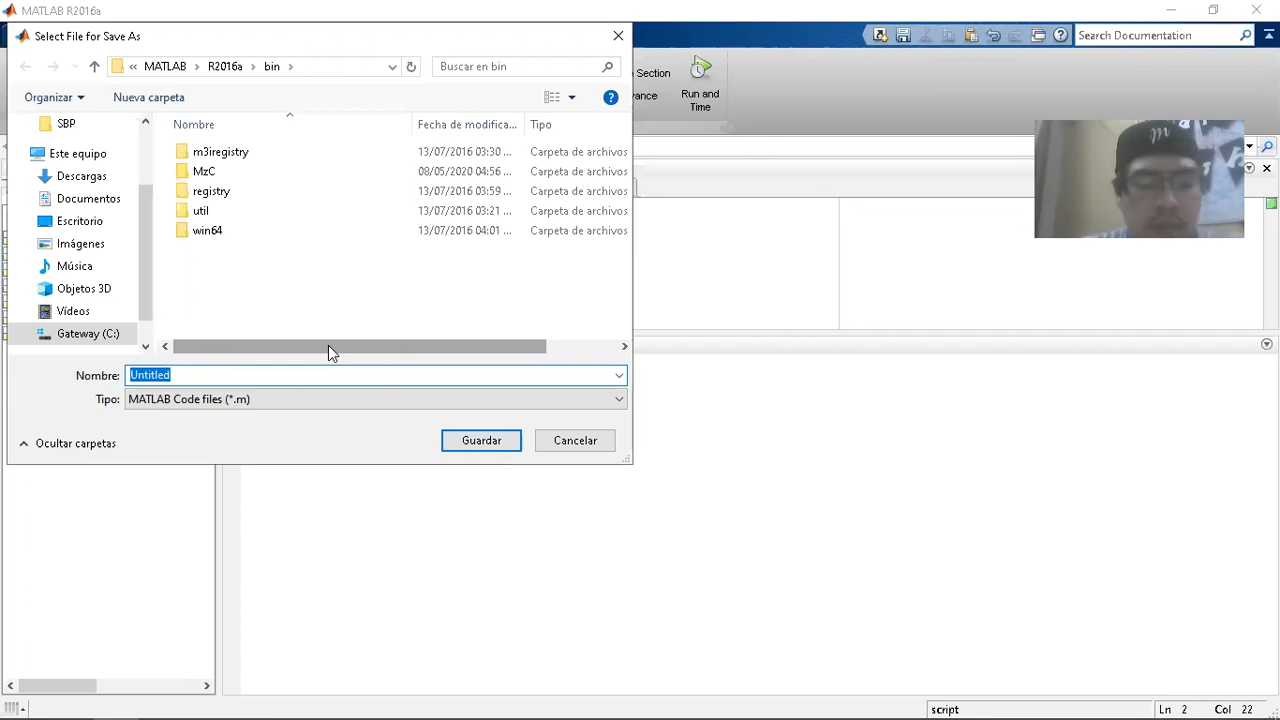 MATLAB R2016a
Select File for Save As
« MATLAB › R2016a › bin ›
Buscar en bin
Search Documentation
Organizar
Nueva carpeta
Section
Run and
Time
SBP
Este equipo
Descargas
Documentos
Escritorio
Imágenes
Música
Objetos 3D
Vídeos
Gateway (C:)
Nombre Fecha de modifica... Tipo
m3iregistry 13/07/2016 03:30 ... Carpeta de archivos
MzC 08/05/2020 04:56 ... Carpeta de archivos
registry 13/07/2016 03:59 ... Carpeta de archivos
util 13/07/2016 03:21 ... Carpeta de archivos
win64 13/07/2016 04:01 ... Carpeta de archivos
Nombre: Untitled
Tipo: MATLAB Code files (*.m)
Ocultar carpetas
Guardar
Cancelar
script
Ln 2 Col 22